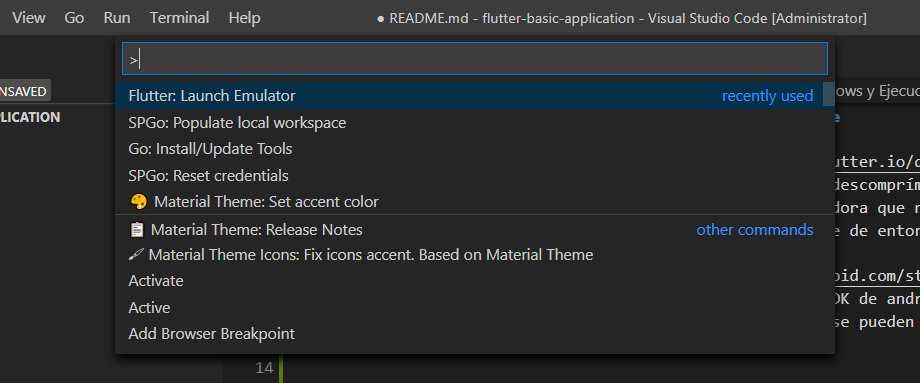 View Go Run Terminal Help ● README.md - flutter-basic-application - Visual Studio Code [Administrator]
>
NSAVED
Flutter: Launch Emulator recently used
ows y Ejecuc
PLICATION
SPGo: Populate local workspace
e
Go: Install/Update Tools
utter.io/d
SPGo: Reset credentials
descomprím
Material Theme: Set accent color
dora que n
Material Theme: Release Notes other commands
e de entor
Material Theme Icons: Fix icons accent. Based on Material Theme
Activate
oid.com/st
Active
DK de andr
Add Browser Breakpoint
se pueden
14